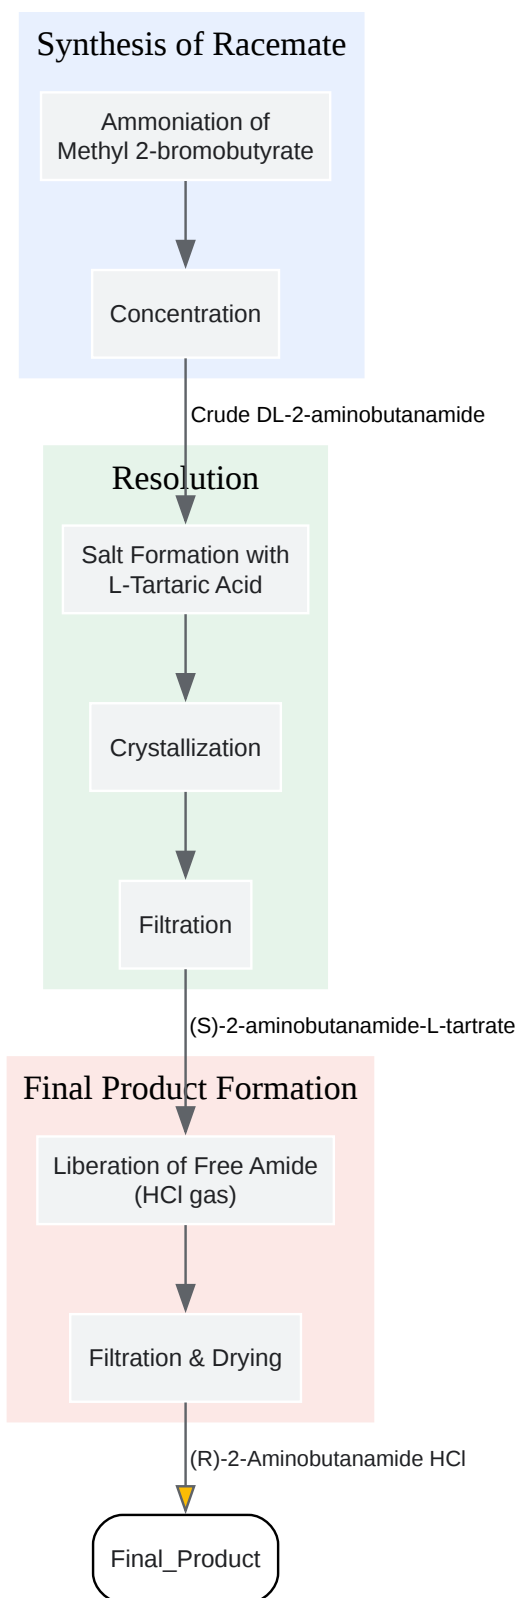 Synthesis of Racemate
Ammoniation of
Methyl 2-bromobutyrate
Concentration
Crude DL-2-aminobutanamide
Resolution
Salt Formation with
L-Tartaric Acid
Crystallization
Filtration
(S)-2-aminobutanamide-L-tartrate
Final Product Formation
Liberation of Free Amide
(HCl gas)
Filtration & Drying
(R)-2-Aminobutanamide HCl
Final_Product